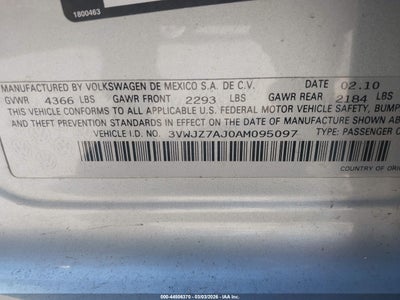 1800463
MFD BY VOLKSWAGEN DE MEXICO S.A. DE C.V. DATE 02.10
GVWR 4366 LBS GAWR FRONT 2293 LBS GAWR REAR 2184 LBS
THIS VEHICLE CONFORMS TO ALL APPLICABLE U.S. FEDERAL MOTOR VEHICLE SAFETY, BUMP
AND THEFT PREVENTION STANDARDS IN EFFECT ON THE DATE OF MANUFACTURE SHOWN AB
VEHICLE I.D. NO. 3VWJZ7AJ0AM095097 TYPE: PASSENGER C
COUNTRY OF ORIG
000-44698370 - 03/03/2026 - IAA, Inc.